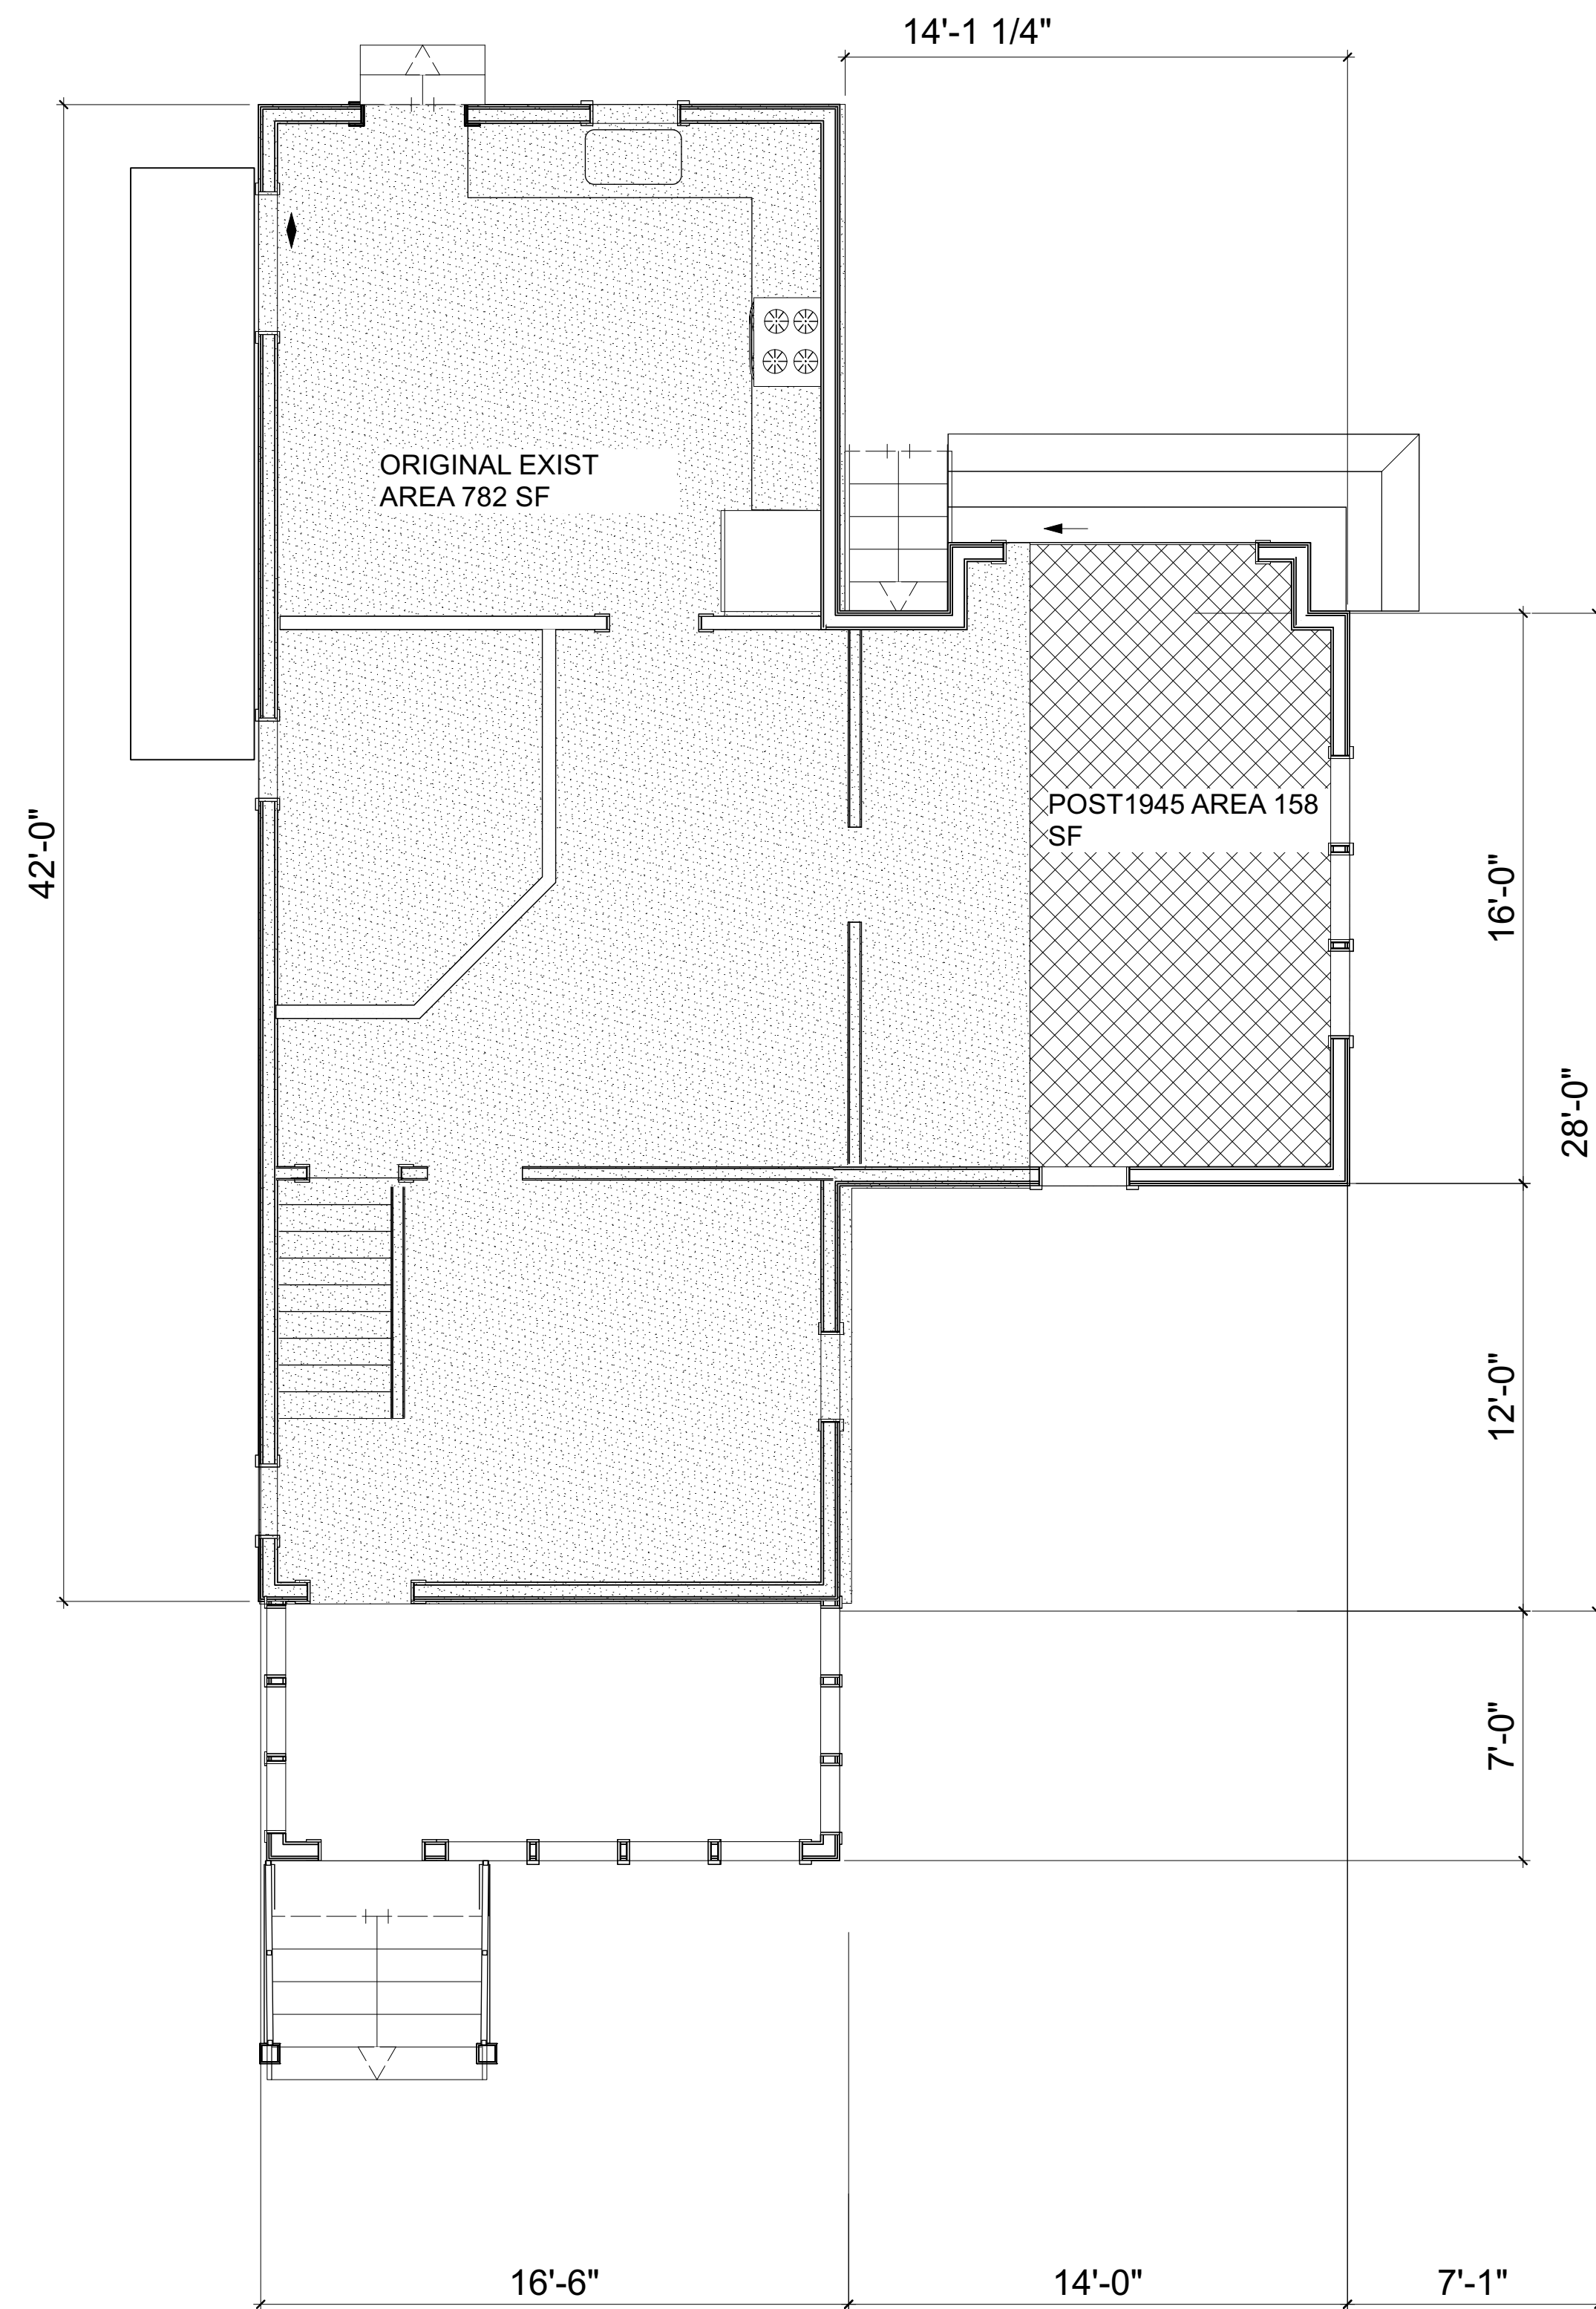 14'-1 1/4"
ORIGINAL EXIST
AREA 782 SF
POST1945 AREA 158
SF
42'-0"
16'-0"
28'-0"
12'-0"
7'-0"
16'-6"
14'-0"
7'-1"